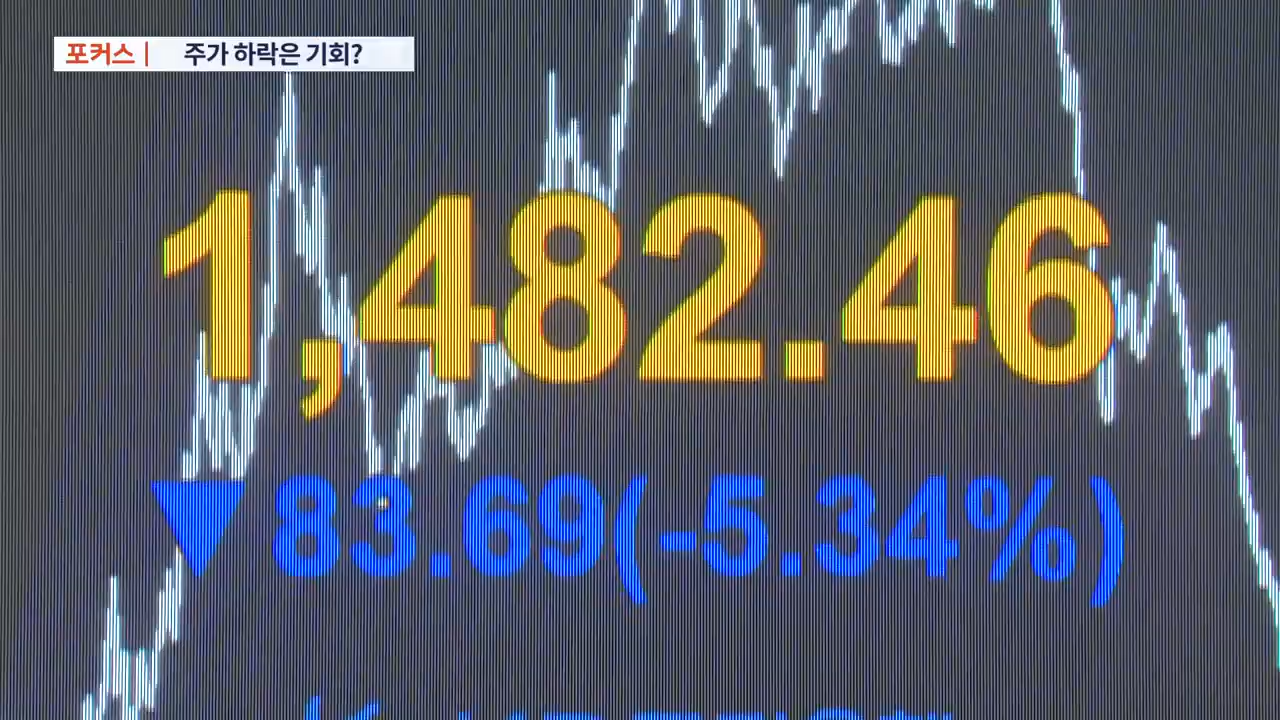 포커스 | 주가 하락은 기회?
1,482.46
▼83.69(-5.34%)